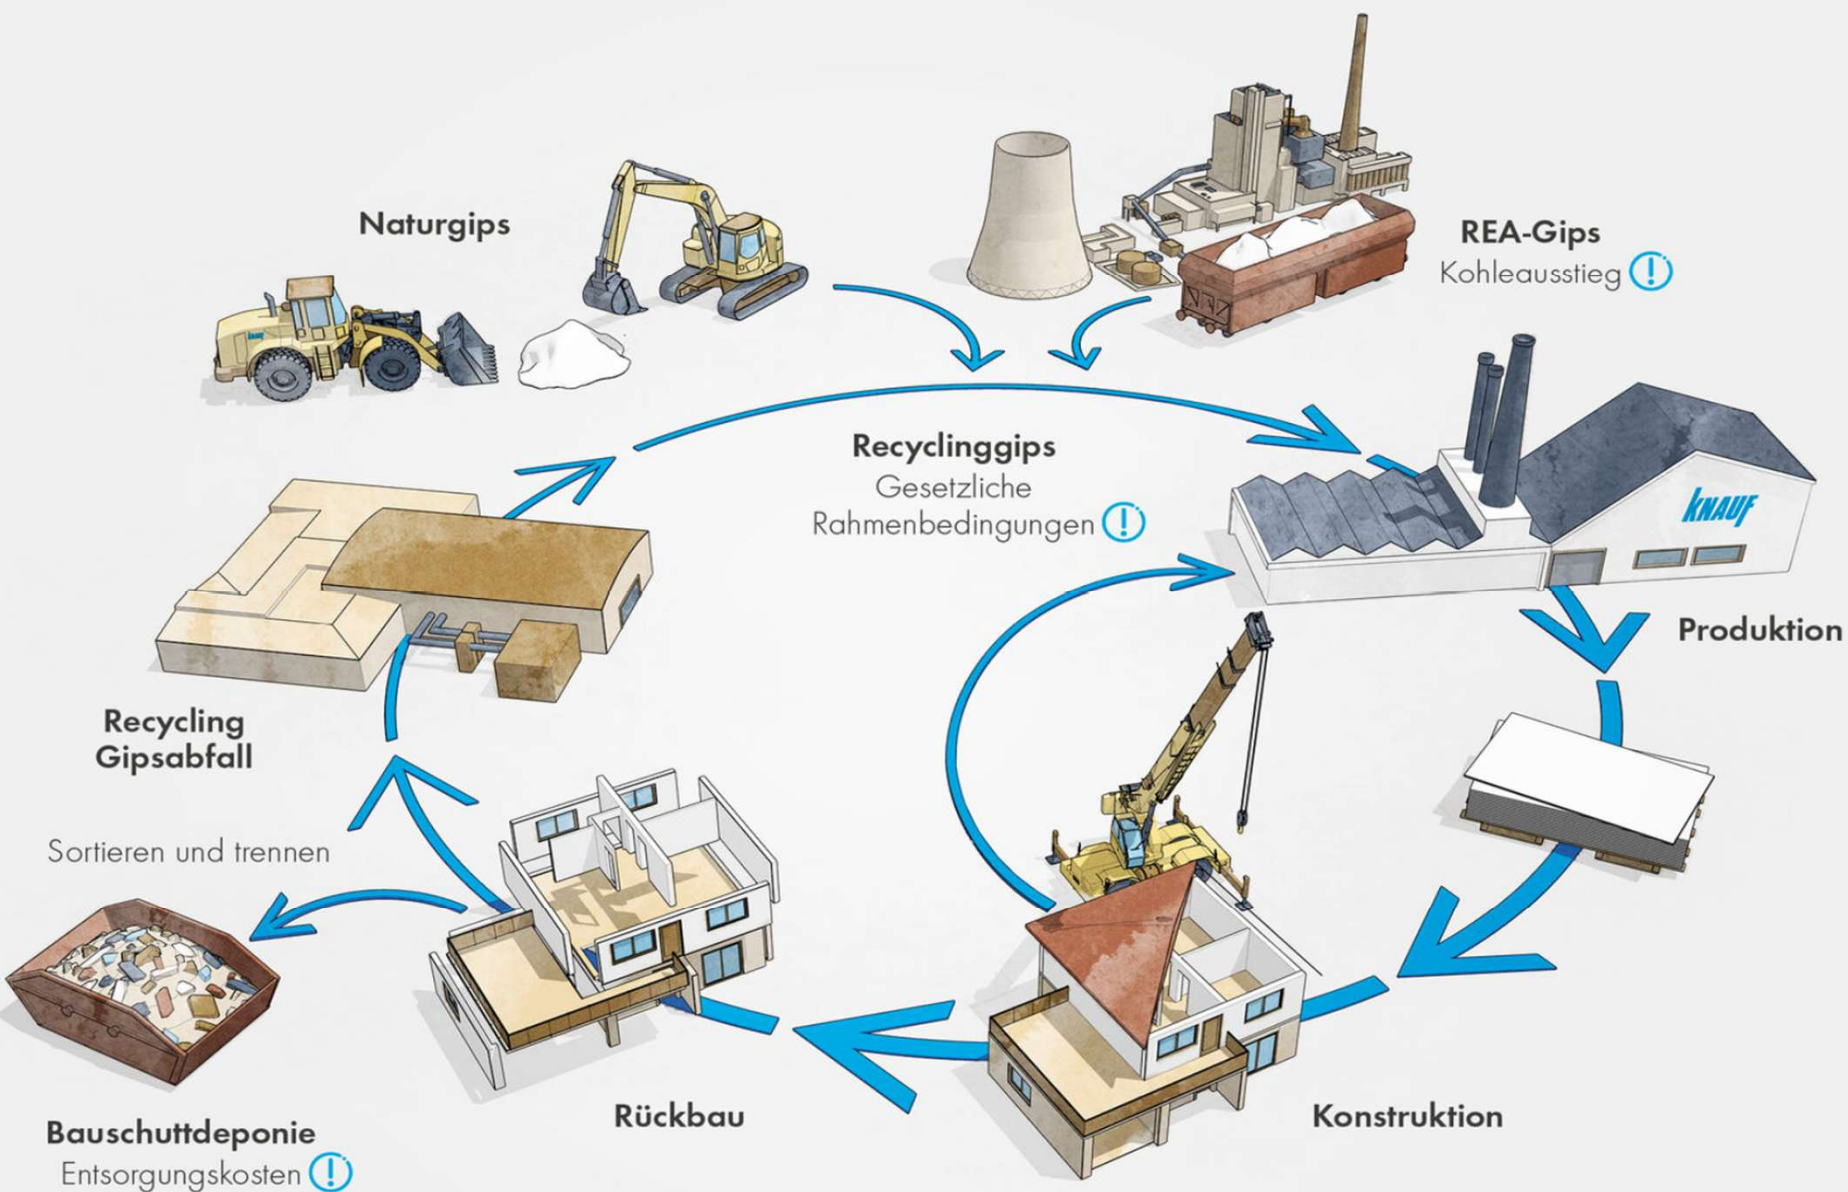 Naturgips
REA-Gips
Kohleausstieg
Recyclinggips
Gesetzliche
Rahmenbedingungen
KNAUF
Produktion
Recycling
Gipsabfall
Sortieren und trennen
Bauschuttdeponie
Entsorgungskosten
Rückbau
Konstruktion